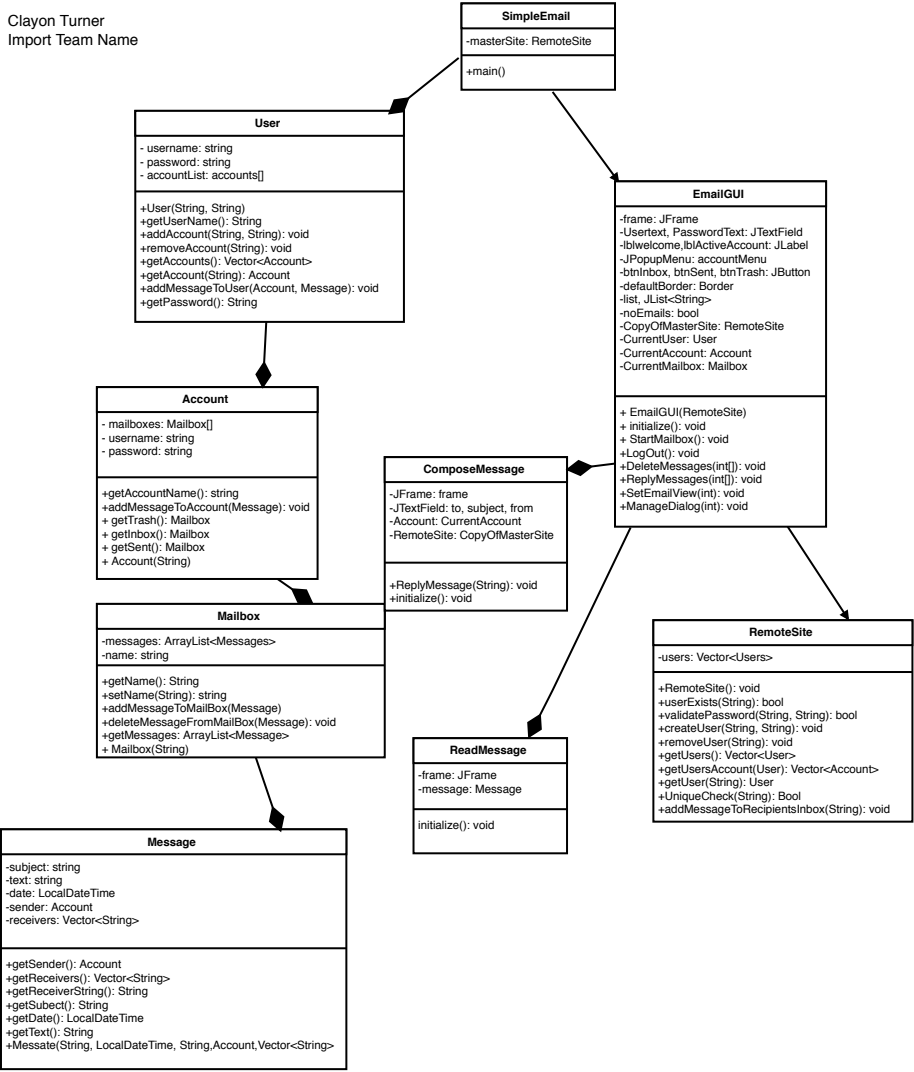 Clayon Turner
Import Team Name
SimpleEmail
-masterSite: RemoteSite
+main()
User
- username: string
- password: string
- accountList: accounts[]
+User(String, String)
+getUserName(): String
+addAccount(String, String): void
+removeAccount(String): void
+getAccounts(): Vector<Account>
+getAccount(String): Account
+addMessageToUser(Account, Message): void
+getPassword(): String
EmailGUI
-frame: JFrame
-Usertext, PasswordText: JTextField
-lblwelcome,lblActiveAccount: JLabel
-JPopupMenu: accountMenu
-btnInbox, btnSent, btnTrash: JButton
-defaultBorder: Border
-list, JList<String>
-noEmails: bool
-CopyOfMasterSite: RemoteSite
-CurrentUser: User
-CurrentAccount: Account
-CurrentMailbox: Mailbox
+ EmailGUI(RemoteSite)
+ initialize(): void
+ StartMailbox(): void
+LogOut(): void
+DeleteMessages(int[]): void
+ReplyMessages(int[]): void
+SetEmailView(int): void
+ManageDialog(int): void
Account
- mailboxes: Mailbox[]
- username: string
- password: string
+getAccountName(): string
+addMessageToAccount(Message): void
+ getTrash(): Mailbox
+ getInbox(): Mailbox
+ getSent(): Mailbox
+ Account(String)
ComposeMessage
-JFrame: frame
-JTextField: to, subject, from
-Account: CurrentAccount
-RemoteSite: CopyOfMasterSite
+ReplyMessage(String): void
+initialize(): void
Mailbox
-messages: ArrayList<Messages>
-name: string
+getName(): String
+setName(String): string
+addMessageToMailBox(Message)
+deleteMessageFromMailBox(Message): void
+getMessages: ArrayList<Message>
+ Mailbox(String)
RemoteSite
-users: Vector<Users>
+RemoteSite(): void
+userExists(String): bool
+validatePassword(String, String): bool
+createUser(String, String): void
+removeUser(String): void
+getUsers(): Vector<User>
+getUsersAccount(User): Vector<Account>
+getUser(String): User
+UniqueCheck(String): Bool
+addMessageToRecipientsInbox(String): void
ReadMessage
-frame: JFrame
-message: Message
initialize(): void
Message
-subject: string
-text: string
-date: LocalDateTime
-sender: Account
-receivers: Vector<String>
+getSender(): Account
+getReceivers(): Vector<String>
+getReceiverString(): String
+getSubect(): String
+getDate(): LocalDateTime
+getText(): String
+Messate(String, LocalDateTime, String,Account,Vector<String>